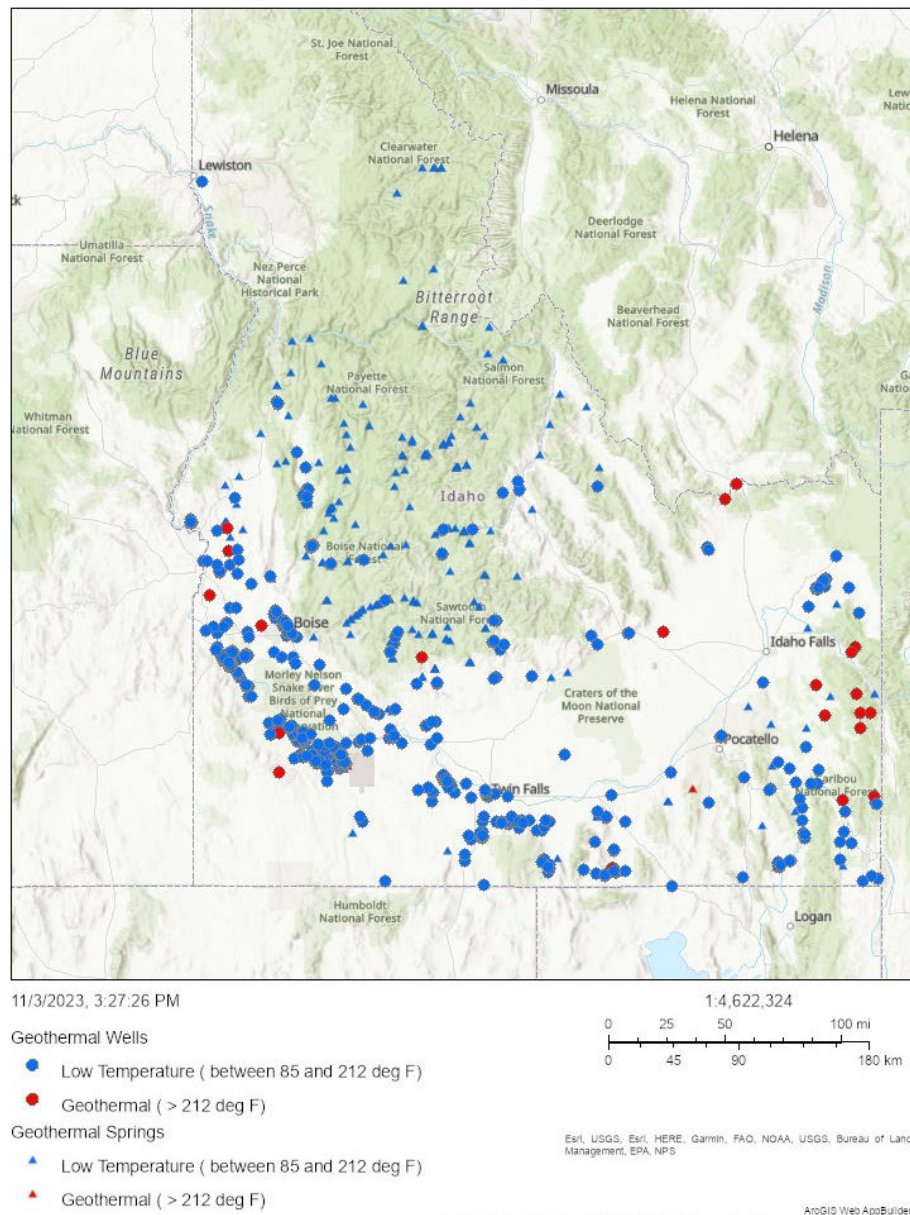 St. Joe National
Forest
Missoula
Helena National
Forest
Helena
Clearwater
National Forest
Lewiston
Snake
Deerlodge
National Forest
Umatilla
National Forest
Nez Perce
National
Historical Park
Madison
Bitterroot
Range
Beaverhead
National Forest
Blue
Mountains
Payette
National Forest
Salmon
National Forest
Whitman
National Forest
Idaho
Boise National
Forest
Sawtooth
National Forest
Boise
Idaho Falls
Morley Nelson
Snake River
Birds of Prey
National
Craters of the
Moon National
Preserve
Pocatello
Twin Falls
Caribou
National Forest
Humboldt
National Forest
Logan
11/3/2023, 3:27:26 PM
1:4,622,324
0 25 50 100 mi
0 45 90 180 km
Geothermal Wells
Low Temperature ( between 85 and 212 deg F)
Geothermal ( > 212 deg F)
Geothermal Springs
Low Temperature ( between 85 and 212 deg F)
Geothermal ( > 212 deg F)
Esri, USGS, Esri, HERE, Garmin, FAO, NOAA, USGS, Bureau of Land
Management, EPA, NPS
ArcGIS Web AppBuilder